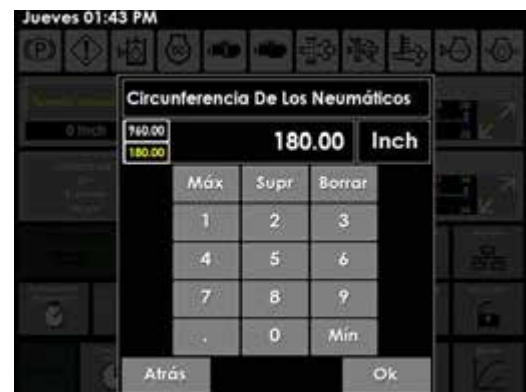 Jueves 01:43 PM
Circunferencia De Los Neumáticos
960.00
180.00
180.00 Inch
Máx Supr Borrar
1 2 3
4 5 6
7 8 9
. 0 Mín
Atrás Ok
0 Inch